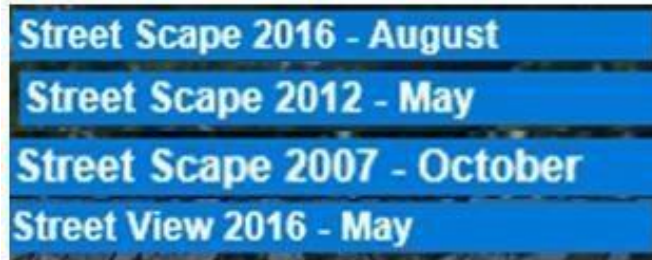 Street Scape 2016 - August
Street Scape 2012 - May
Street Scape 2007 - October
Street View 2016 - May